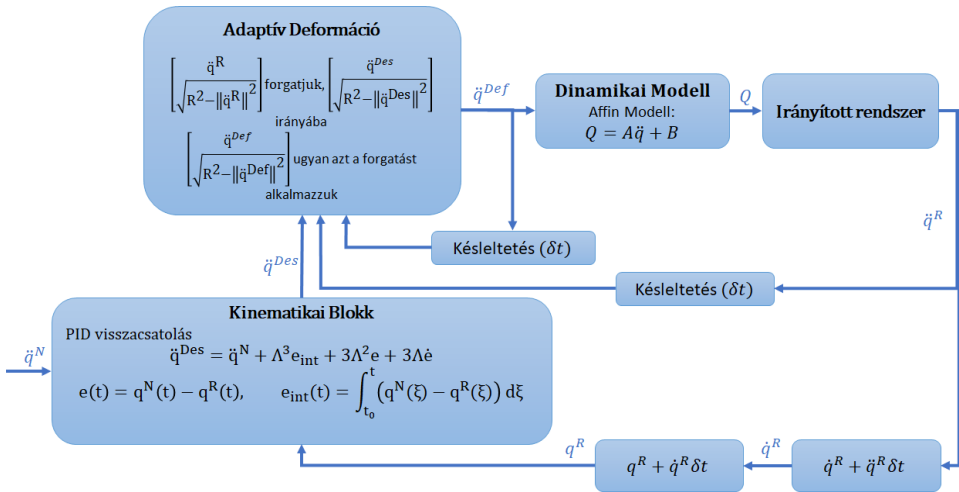 Adaptív Deformáció
[q̈^R / √(R²−‖q̈^R‖²)] forgatjuk, [q̈^Des / √(R²−‖q̈^Des‖²)]
irányába
[q̈^Def / √(R²−‖q̈^Def‖²)] ugyan azt a forgatást
alkalmazzuk
q̈^Def
Dinamikai Modell
Affin Modell:
Q = Aq̈ + B
Q
Irányított rendszer
q̈^R
Késleltetés (δt)
Késleltetés (δt)
q̈^Des
Kinematikai Blokk
PID visszacsatolás
q̈^N
q̈^Des = q̈^N + Λ³e_int + 3Λ²e + 3Λė
e(t) = q^N(t) − q^R(t), e_int(t) = ∫_{t₀}^{t} (q^N(ξ) − q^R(ξ)) dξ
q^R
q^R + q̇^R δt
q̇^R
q̇^R + q̈^R δt